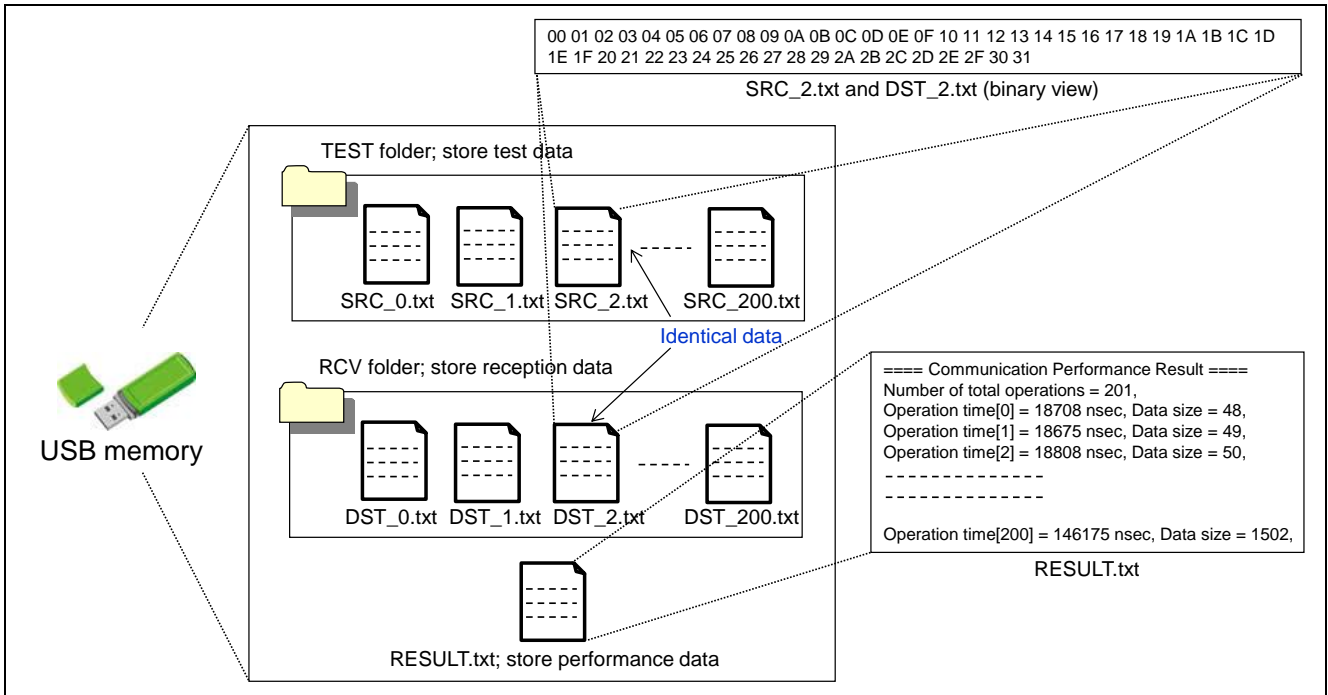 00 01 02 03 04 05 06 07 08 09 0A 0B 0C 0D 0E 0F 10 11 12 13 14 15 16 17 18 19 1A 1B 1C 1D
1E 1F 20 21 22 23 24 25 26 27 28 29 2A 2B 2C 2D 2E 2F 30 31
SRC_2.txt and DST_2.txt (binary view)
TEST folder; store test data
SRC_0.txt SRC_1.txt SRC_2.txt SRC_200.txt
Identical data
RCV folder; store reception data
DST_0.txt DST_1.txt DST_2.txt DST_200.txt
RESULT.txt; store performance data
USB memory
==== Communication Performance Result ====
Number of total operations = 201,
Operation time[0] = 18708 nsec, Data size = 48,
Operation time[1] = 18675 nsec, Data size = 49,
Operation time[2] = 18808 nsec, Data size = 50,
- - - - - - - - - - - - - - -
- - - - - - - - - - - - - - -
Operation time[200] = 146175 nsec, Data size = 1502,
RESULT.txt